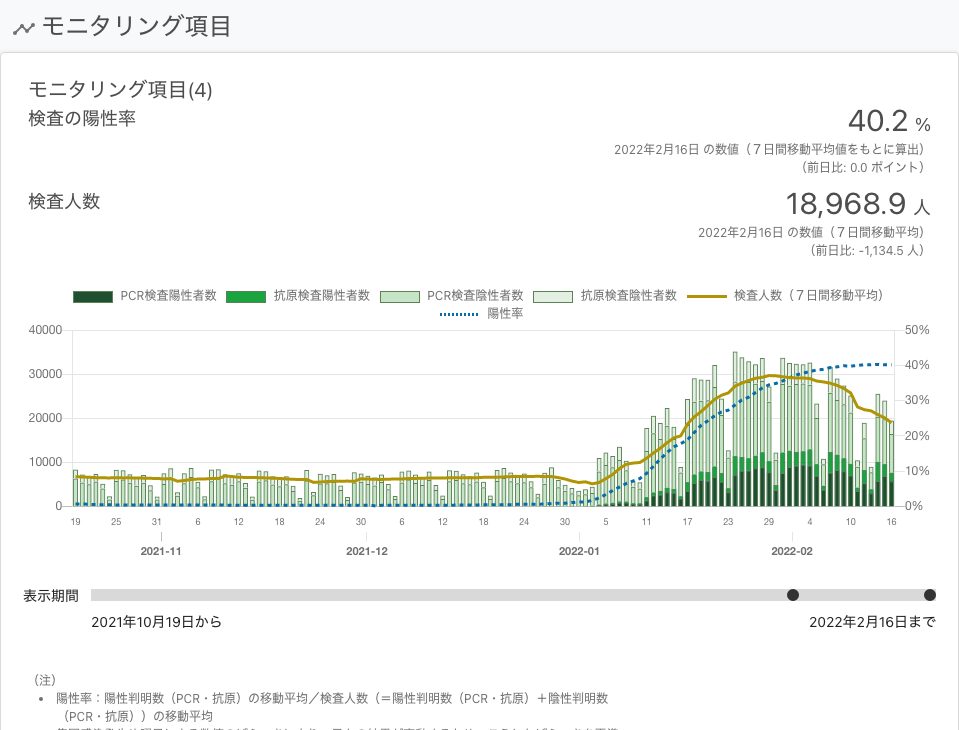 モニタリング項目
モニタリング項目(4)
検査の陽性率
40.2 %
2022年2月16日 の数値（７日間移動平均値をもとに算出）
（前日比: 0.0 ポイント）
検査人数
18,968.9 人
2022年2月16日 の数値（７日間移動平均）
（前日比: -1,134.5 人）
PCR検査陽性者数 抗原検査陽性者数 PCR検査陰性者数 抗原検査陰性者数 検査人数（７日間移動平均）
陽性率
40000 50%
40%
30000
30%
20000
20%
10000
10%
0 0%
19 25 31 6 12 18 24 30 6 12 18 24 30 5 11 17 23 29 4 10 16
2021-11 2021-12 2022-01 2022-02
表示期間
2021年10月19日から 2022年2月16日まで
（注）
• 陽性率：陽性判明数（PCR・抗原）の移動平均／検査人数（＝陽性判明数（PCR・抗原）＋陰性判明数
（PCR・抗原））の移動平均